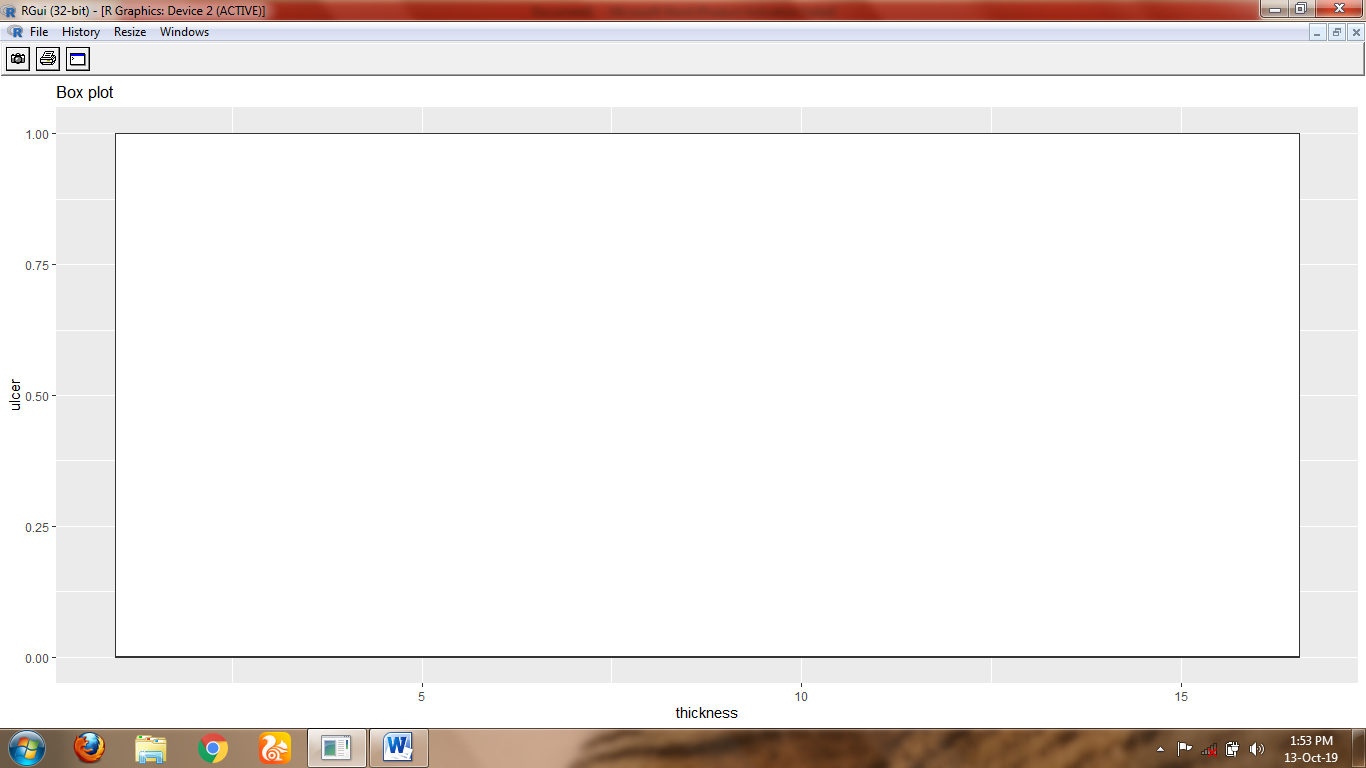 RGui (32-bit) - [R Graphics: Device 2 (ACTIVE)]
File History Resize Windows
Box plot
1.00
0.75
0.50
0.25
0.00
ulcer
5 10 15
thickness
1:53 PM
13-Oct-19